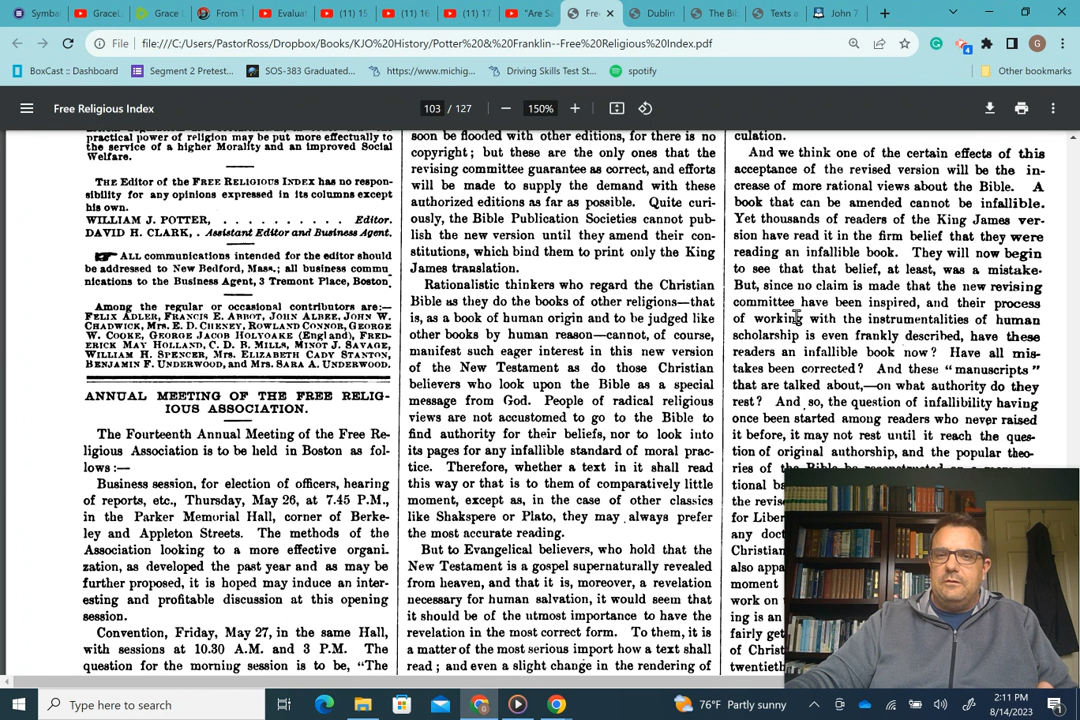 Symbal
GraceL
Grace
From T
Evaluat
(11) 15
(11) 16
(11) 17
"Are Sa
Free
Dublin
The Bib
Texts a
John 7
File
file:///C:/Users/PastorRoss/Dropbox/Books/KJO%20History/Potter%20&%20Franklin--Free%20Religious%20Index.pdf
4
G
BoxCast :: Dashboard
Segment 2 Pretest...
SOS-383 Graduated...
https://www.michig...
Driving Skills Test St...
spotify
Other bookmarks
Free Religious Index
103 / 127
150%
practical power of religion may be put more effectually to
the service of a higher Morality and an improved Social
Welfare.
THE Editor of the FREE RELIGIOUS INDEX has no respon-
sibility for any opinions expressed in its columns except
his own.
WILLIAM J. POTTER, . . . . . . . . . . Editor.
DAVID H. CLARK, . Assistant Editor and Business Agent.
ALL communications intended for the editor should
be addressed to New Bedford, Mass.; all business commu
nications to the Business Agent, 3 Tremont Place, Boston.
Among the regular or occasional contributors are:—
FELIX ADLER, FRANCIS E. ABBOT, JOHN ALBEE, JOHN W.
CHADWICK, MRS. E. D. CHENEY, ROWLAND CONNOR, GEORGE
W. COOKE, GEORGE JACOB HOLYOAKE (England), FRED-
ERICK MAY HOLLAND, C. D. B. MILLS, MINOT J. SAVAGE,
WILLIAM H. SPENCER, MRS. ELIZABETH CADY STANTON,
BENJAMIN F. UNDERWOOD, and MRS. SARA A. UNDERWOOD.
ANNUAL MEETING OF THE FREE RELIG-
IOUS ASSOCIATION.
The Fourteenth Annual Meeting of the Free Re-
ligious Association is to be held in Boston as fol-
lows :—
Business session, for election of officers, hearing
of reports, etc., Thursday, May 26, at 7.45 P.M.,
in the Parker Memorial Hall, corner of Berke-
ley and Appleton Streets. The methods of the
Association looking to a more effective organi.
zation, as developed the past year and as may be
further proposed, it is hoped may induce an inter-
esting and profitable discussion at this opening
session.
Convention, Friday, May 27, in the same Hall,
with sessions at 10.30 A.M. and 3 P.M. The
question for the morning session is to be, "The
soon be flooded with other editions, for there is no
copyright; but these are the only ones that the
revising committee guarantee as correct, and efforts
will be made to supply the demand with these
authorized editions as far as possible. Quite curi-
ously, the Bible Publication Societies cannot pub-
lish the new version until they amend their con-
stitutions, which bind them to print only the King
James translation.
Rationalistic thinkers who regard the Christian
Bible as they do the books of other religions—that
is, as a book of human origin and to be judged like
other books by human reason—cannot, of course,
manifest such eager interest in this new version
of the New Testament as do those Christian
believers who look upon the Bible as a special
message from God. People of radical religious
views are not accustomed to go to the Bible to
find authority for their beliefs, nor to look into
its pages for any infallible standard of moral prac-
tice. Therefore, whether a text in it shall read
this way or that is to them of comparatively little
moment, except as, in the case of other classics
like Shakspere or Plato, they may always prefer
the most accurate reading.
But to Evangelical believers, who hold that the
New Testament is a gospel supernaturally revealed
from heaven, and that it is, moreover, a revelation
necessary for human salvation, it would seem that
it should be of the utmost importance to have the
revelation in the most correct form. To them, it is
a matter of the most serious import how a text shall
read ; and even a slight change in the rendering of
culation.
And we think one of the certain effects of this
acceptance of the revised version will be the in-
crease of more rational views about the Bible. A
book that can be amended cannot be infallible.
Yet thousands of readers of the King James ver-
sion have read it in the firm belief that they were
reading an infallible book. They will now begin
to see that that belief, at least, was a mistake.
But, since no claim is made that the new revising
committee have been inspired, and their process
of working with the instrumentalities of human
scholarship is even frankly described, have these
readers an infallible book now? Have all mis-
takes been corrected? And these "manuscripts"
that are talked about,—on what authority do they
rest? And so, the question of infallibility having
once been started among readers who never raised
it before, it may not rest until it reach the ques-
tion of original authorship, and the popular theo-
ries of the Bible be reconstructed on a more
tional ba
the revise
for Liber
any doct
Christian
also appa
moment
work on
ing is an
fairly get
of Christ
twentieth
Type here to search
76°F Partly sunny
2:11 PM
8/14/2023
1